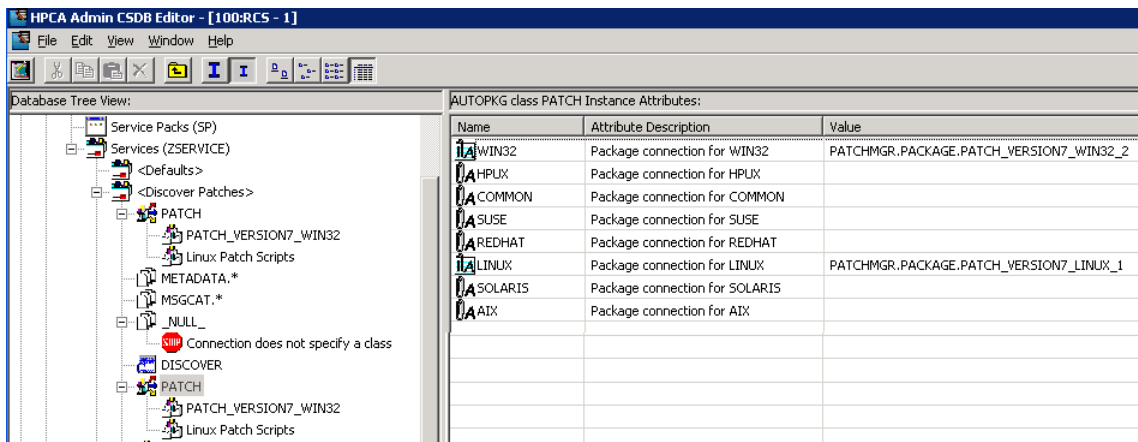 HPCA Admin CSDB Editor - [100:RCS - 1]
File Edit View Window Help
Database Tree View:
AUTOPKG class PATCH Instance Attributes:
Service Packs (SP)
Services (ZSERVICE)
<Defaults>
<Discover Patches>
PATCH
PATCH_VERSION7_WIN32
Linux Patch Scripts
METADATA.*
MSGCAT.*
_NULL_
STOP Connection does not specify a class
DISCOVER
PATCH
PATCH_VERSION7_WIN32
Linux Patch Scripts
Name Attribute Description Value
WIN32 Package connection for WIN32 PATCHMGR.PACKAGE.PATCH_VERSION7_WIN32_2
HPUX Package connection for HPUX
COMMON Package connection for COMMON
SUSE Package connection for SUSE
REDHAT Package connection for REDHAT
LINUX Package connection for LINUX PATCHMGR.PACKAGE.PATCH_VERSION7_LINUX_1
SOLARIS Package connection for SOLARIS
AIX Package connection for AIX